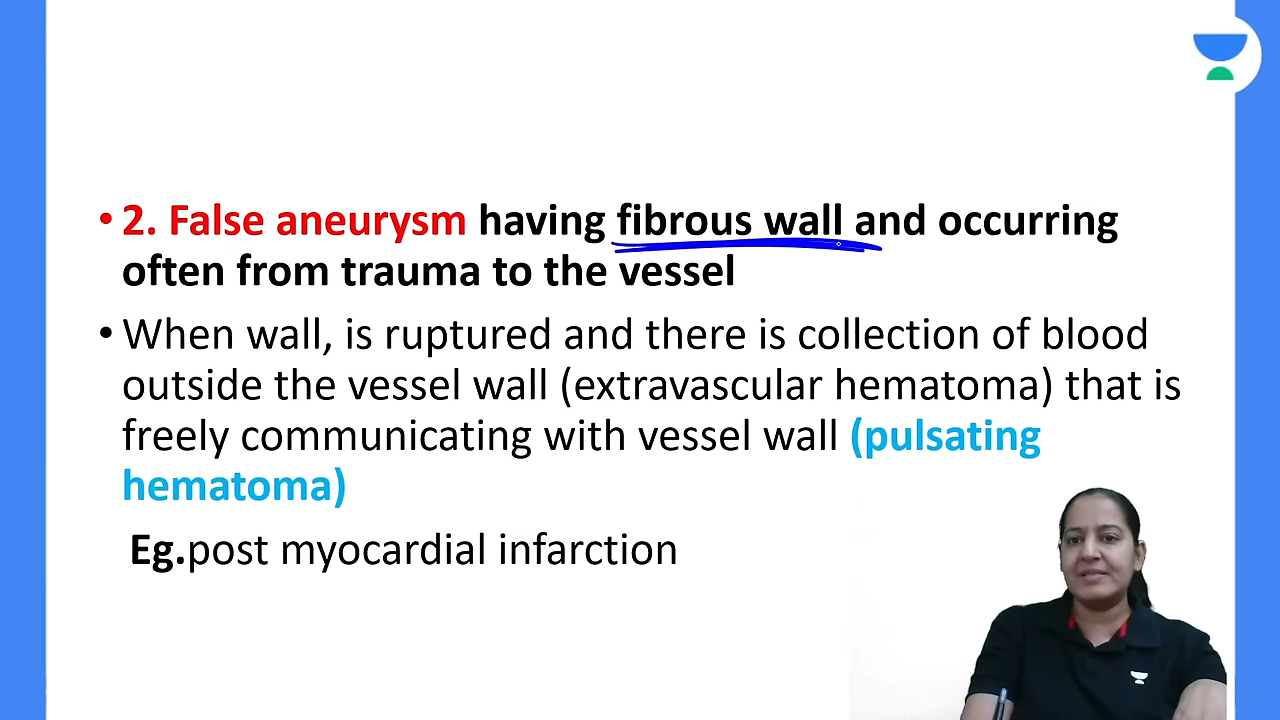 • 2. False aneurysm having fibrous wall and occurring
often from trauma to the vessel
• When wall, is ruptured and there is collection of blood
outside the vessel wall (extravascular hematoma) that is
freely communicating with vessel wall (pulsating
hematoma)
Eg.post myocardial infarction